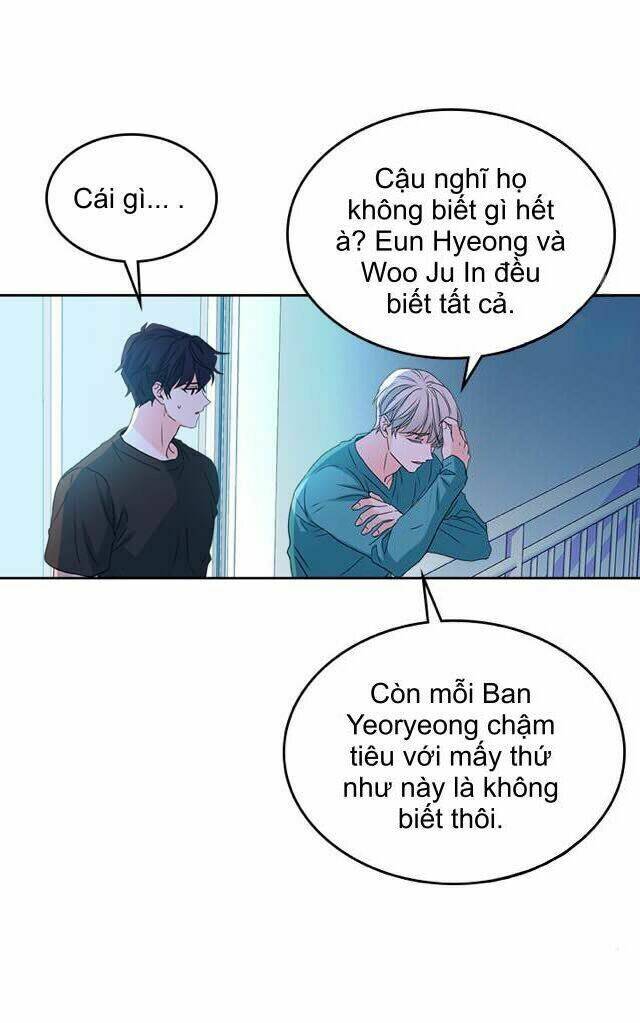 Cái gì... .
Cậu nghĩ họ
không biết gì hết
à? Eun Hyeong và
Woo Ju In đều
biết tất cả.
Còn mỗi Ban
Yeoryeong chậm
tiêu với mấy thứ
như này là không
biết thôi.